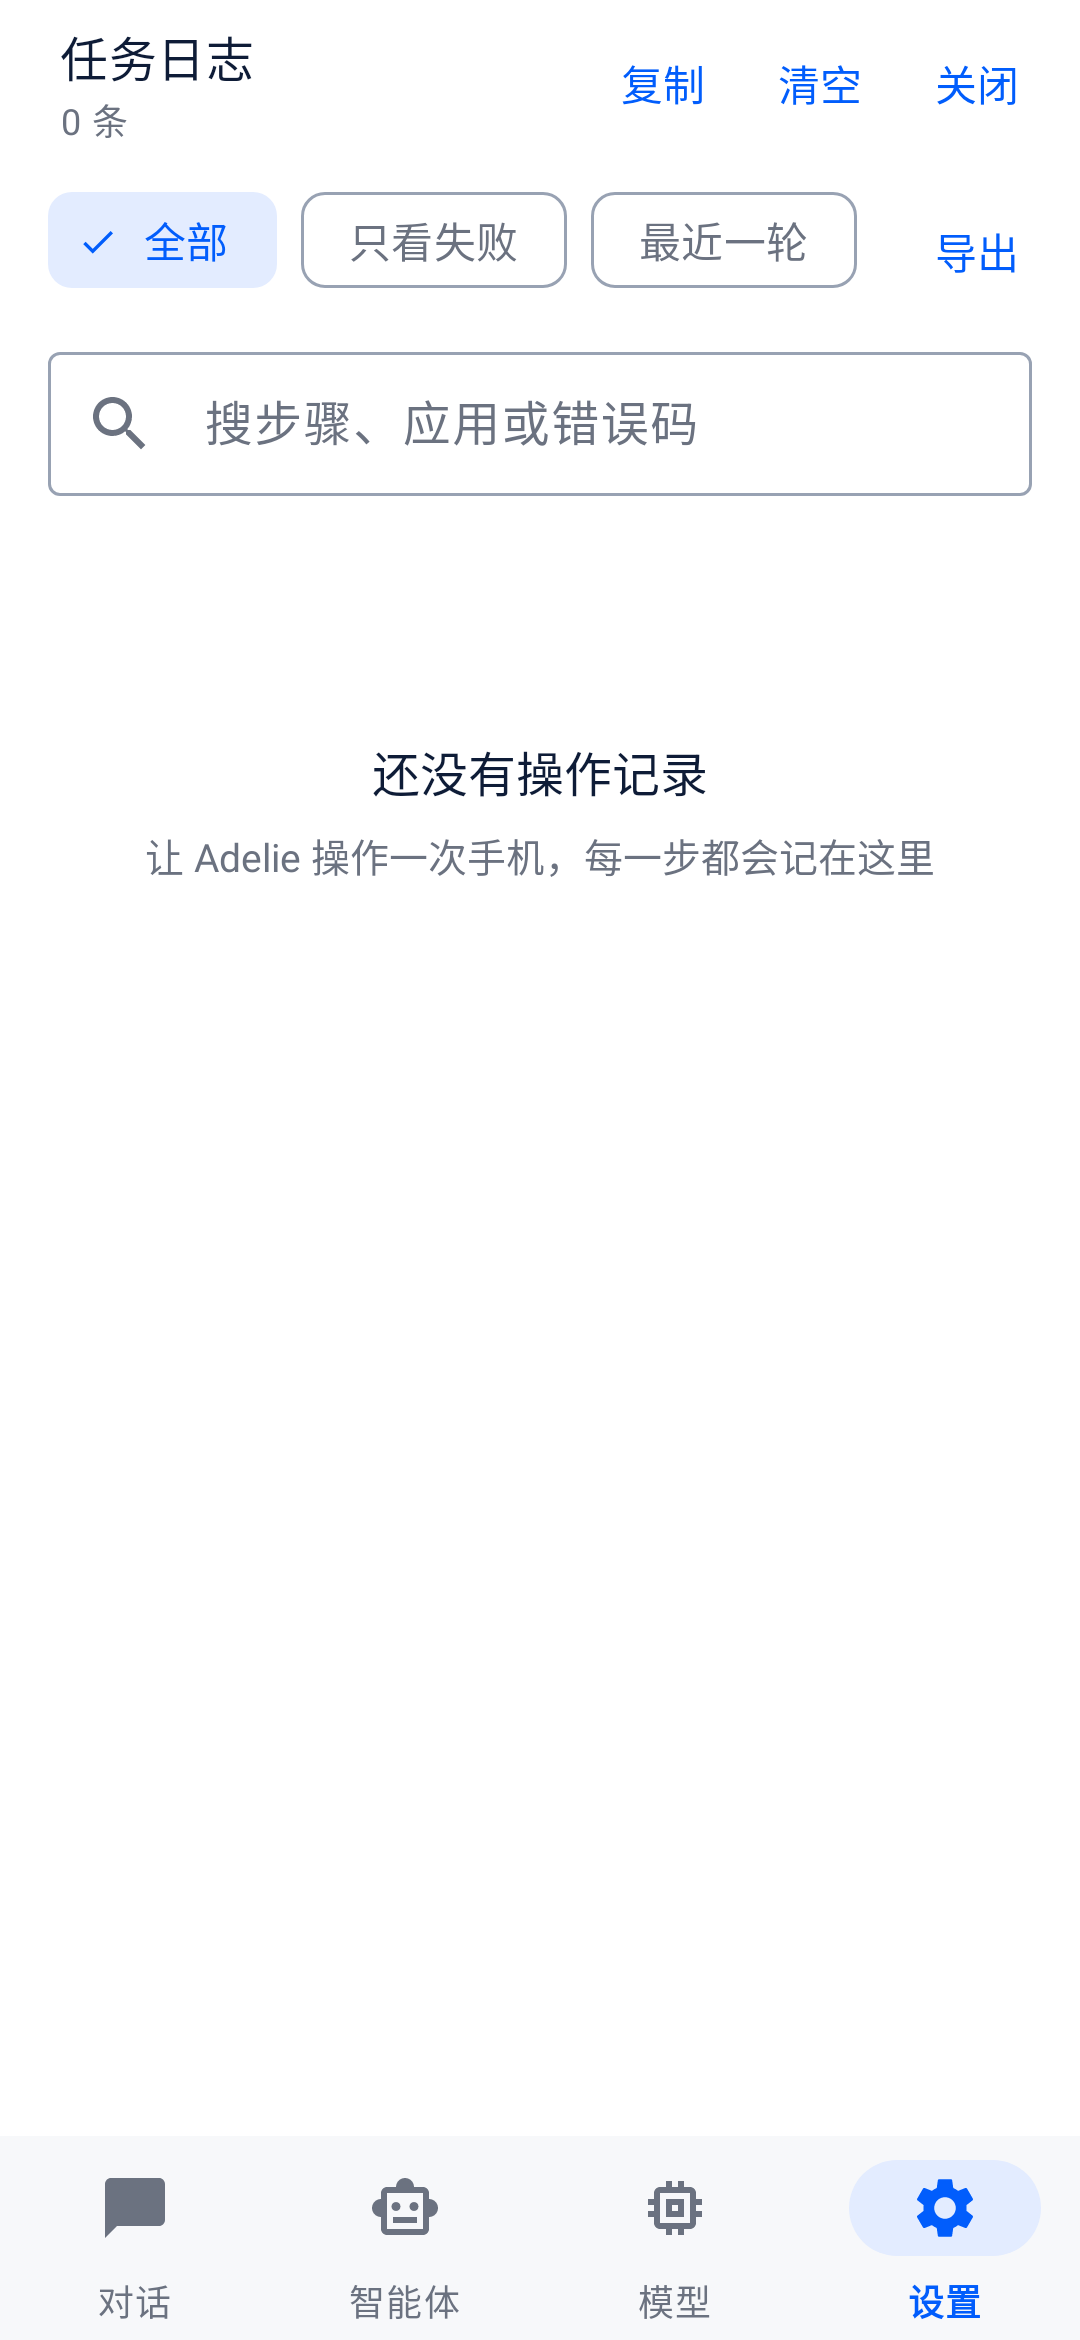 任务日志
0 条
复制
清空
关闭
全部
只看失败
最近一轮
导出
搜步骤、应用或错误码
还没有操作记录
让 Adelie 操作一次手机，每一步都会记在这里
对话
智能体
模型
设置